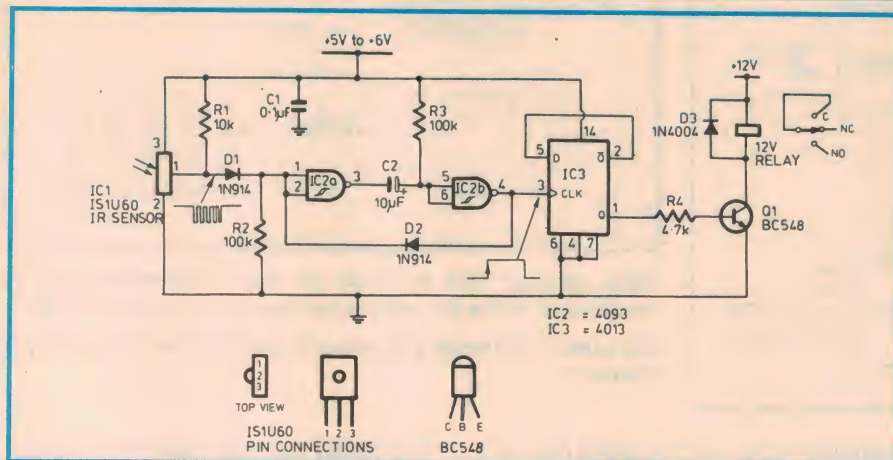 +5V to +6V
+12V
C1
0·1µF
R1
10k
R3
100k
D3
1N4004
C
NC
NO
12V
RELAY
3
1
2
D1
1N914
1
2
IC2a
3
C2
10µF
+
5
6
IC2b
4
5
D
14
Q
2
IC3
3
CLK
Q
1
6
4
7
R4
4·7k
Q1
BC548
IC1
IS1U60
IR SENSOR
R2
100k
D2
1N914
IC2 = 4093
IC3 = 4013
1
2
3
TOP VIEW
1 2 3
IS1U60
PIN CONNECTIONS
C B E
BC548